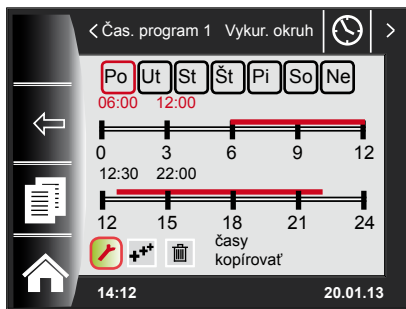 < Čas. program 1 Vykur. okruh >
Po Ut St Št Pi So Ne
06:00 12:00
0 3 6 9 12
12:30 22:00
12 15 18 21 24
časy
kopírovať
14:12 20.01.13